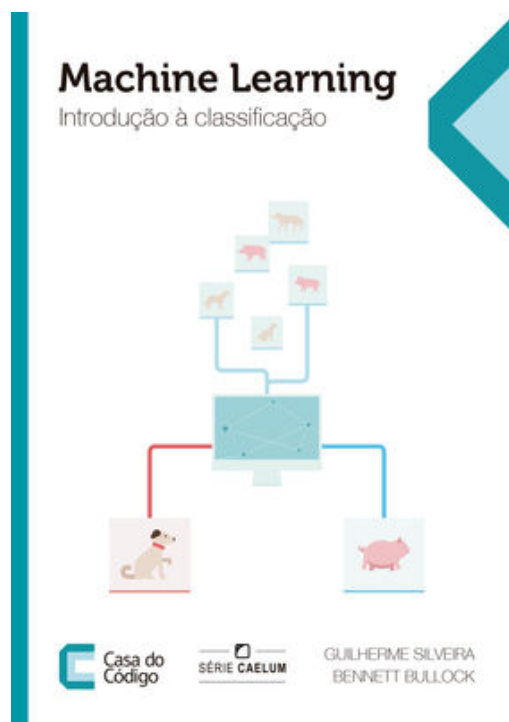 Machine Learning
Introdução à classificação
Casa do
Código
SÉRIE CAELUM
GUILHERME SILVEIRA
BENNETT BULLOCK